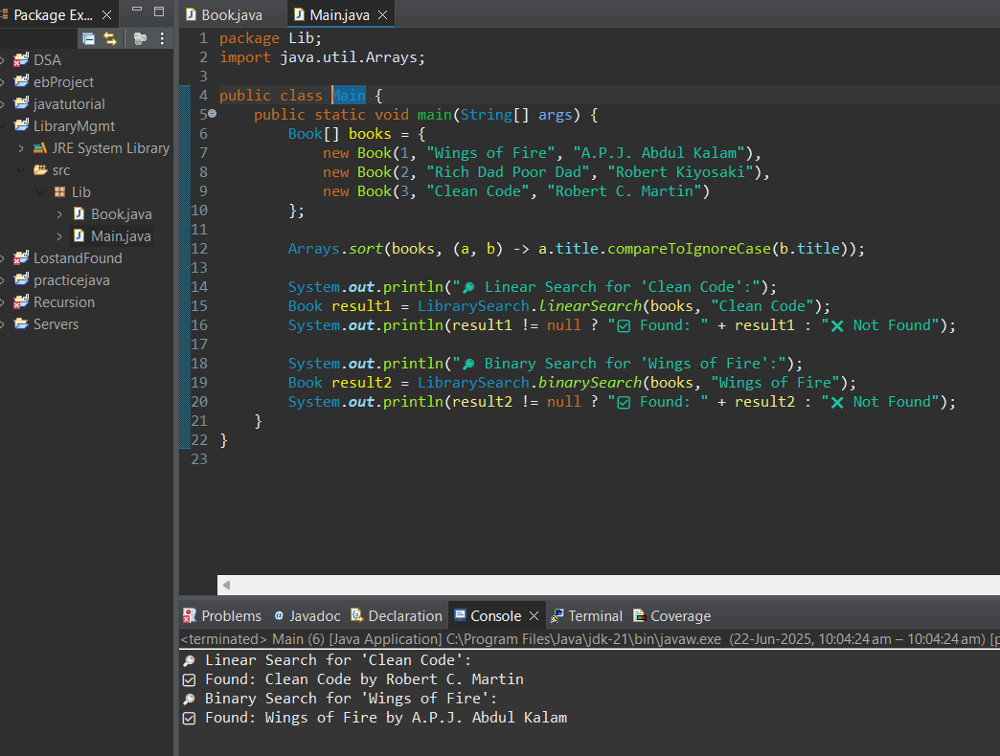 Package Ex...
DSA
ebProject
javatutorial
LibraryMgmt
JRE System Library
src
Lib
Book.java
Main.java
LostandFound
practicejava
Recursion
Servers
Book.java Main.java
1 package Lib;
2 import java.util.Arrays;
3
4 public class Main {
5 public static void main(String[] args) {
6 Book[] books = {
7 new Book(1, "Wings of Fire", "A.P.J. Abdul Kalam"),
8 new Book(2, "Rich Dad Poor Dad", "Robert Kiyosaki"),
9 new Book(3, "Clean Code", "Robert C. Martin")
10 };
11
12 Arrays.sort(books, (a, b) -> a.title.compareToIgnoreCase(b.title));
13
14 System.out.println("🔎 Linear Search for 'Clean Code':");
15 Book result1 = LibrarySearch.linearSearch(books, "Clean Code");
16 System.out.println(result1 != null ? "☑ Found: " + result1 : "❌ Not Found");
17
18 System.out.println("🔎 Binary Search for 'Wings of Fire':");
19 Book result2 = LibrarySearch.binarySearch(books, "Wings of Fire");
20 System.out.println(result2 != null ? "☑ Found: " + result2 : "❌ Not Found");
21 }
22 }
23
Problems @ Javadoc Declaration Console Terminal Coverage
<terminated> Main (6) [Java Application] C:\Program Files\Java\jdk-21\bin\javaw.exe (22-Jun-2025, 10:04:24 am – 10:04:24 am) [p
🔎 Linear Search for 'Clean Code':
☑ Found: Clean Code by Robert C. Martin
🔎 Binary Search for 'Wings of Fire':
☑ Found: Wings of Fire by A.P.J. Abdul Kalam